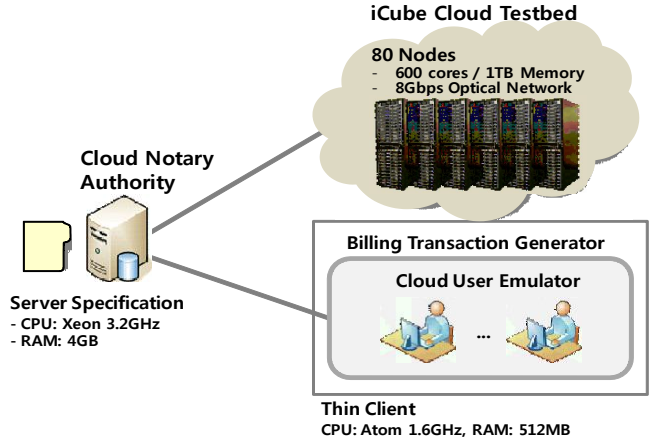 iCube Cloud Testbed
80 Nodes
- 600 cores / 1TB Memory
- 8Gbps Optical Network
Cloud Notary
Authority
Server Specification
- CPU: Xeon 3.2GHz
- RAM: 4GB
Billing Transaction Generator
Cloud User Emulator
...
Thin Client
CPU: Atom 1.6GHz, RAM: 512MB